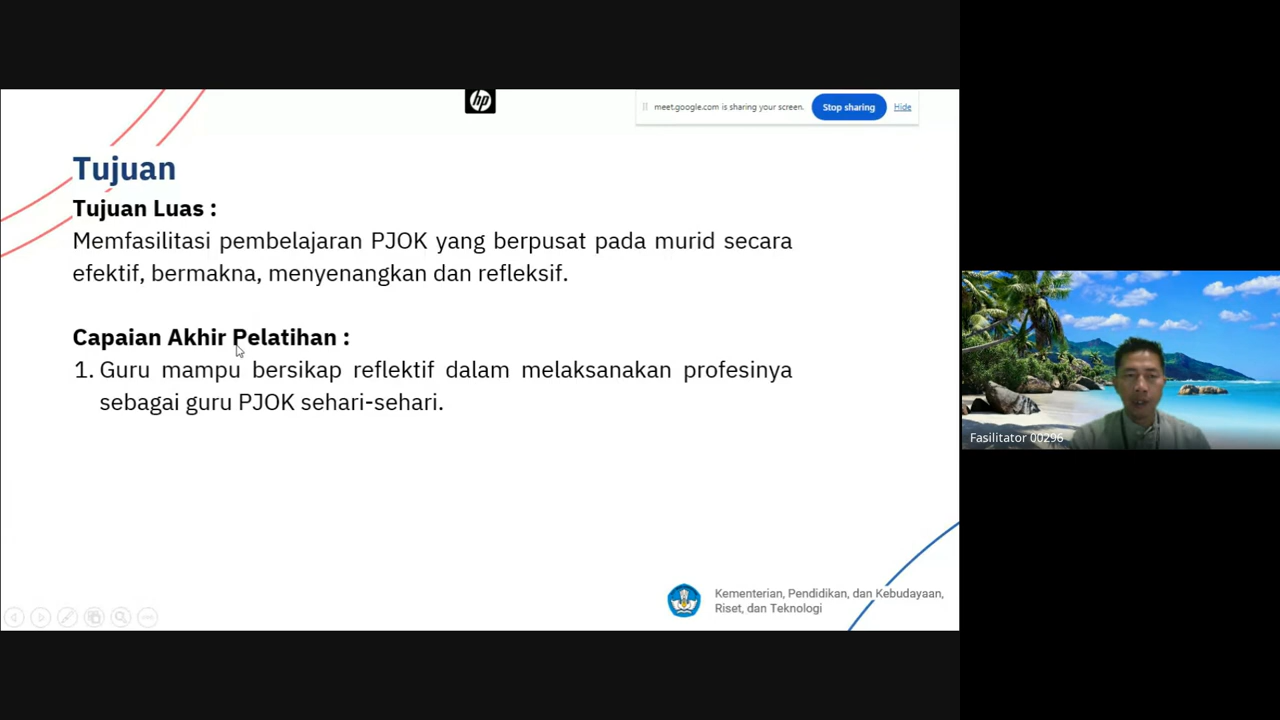 hp
meet.google.com is sharing your screen.
Stop sharing
Hide
Tujuan
Tujuan Luas :
Memfasilitasi pembelajaran PJOK yang berpusat pada murid secara
efektif, bermakna, menyenangkan dan refleksif.
Capaian Akhir Pelatihan :
1. Guru mampu bersikap reflektif dalam melaksanakan profesinya
sebagai guru PJOK sehari-sehari.
Fasilitator 00296
Kementerian, Pendidikan, dan Kebudayaan,
Riset, dan Teknologi